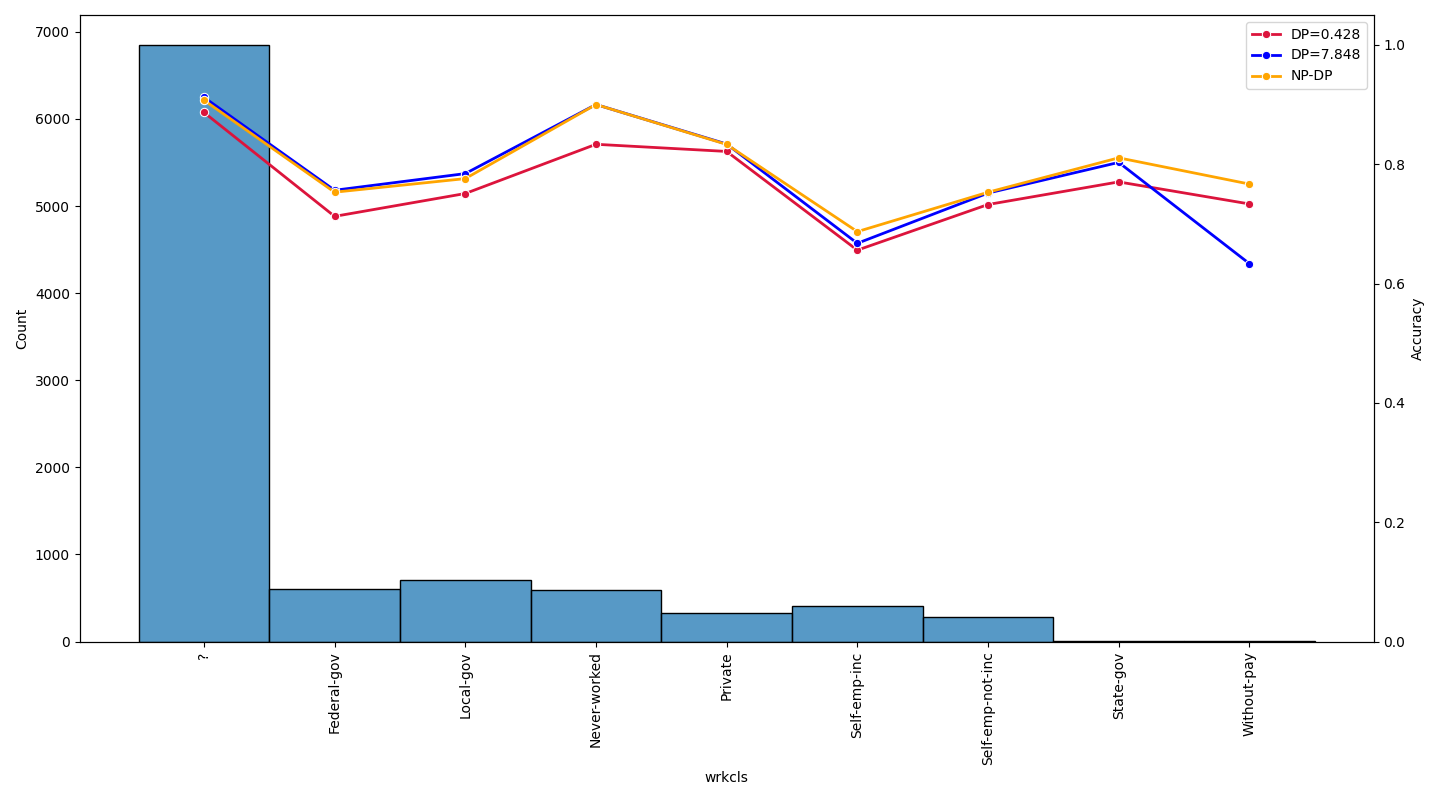 7000
6000
5000
4000
3000
2000
1000
0
Count
1.0
0.8
0.6
0.4
0.2
0.0
Accuracy
DP=0.428
DP=7.848
NP-DP
?
Federal-gov
Local-gov
Never-worked
Private
Self-emp-inc
Self-emp-not-inc
State-gov
Without-pay
wrkcls